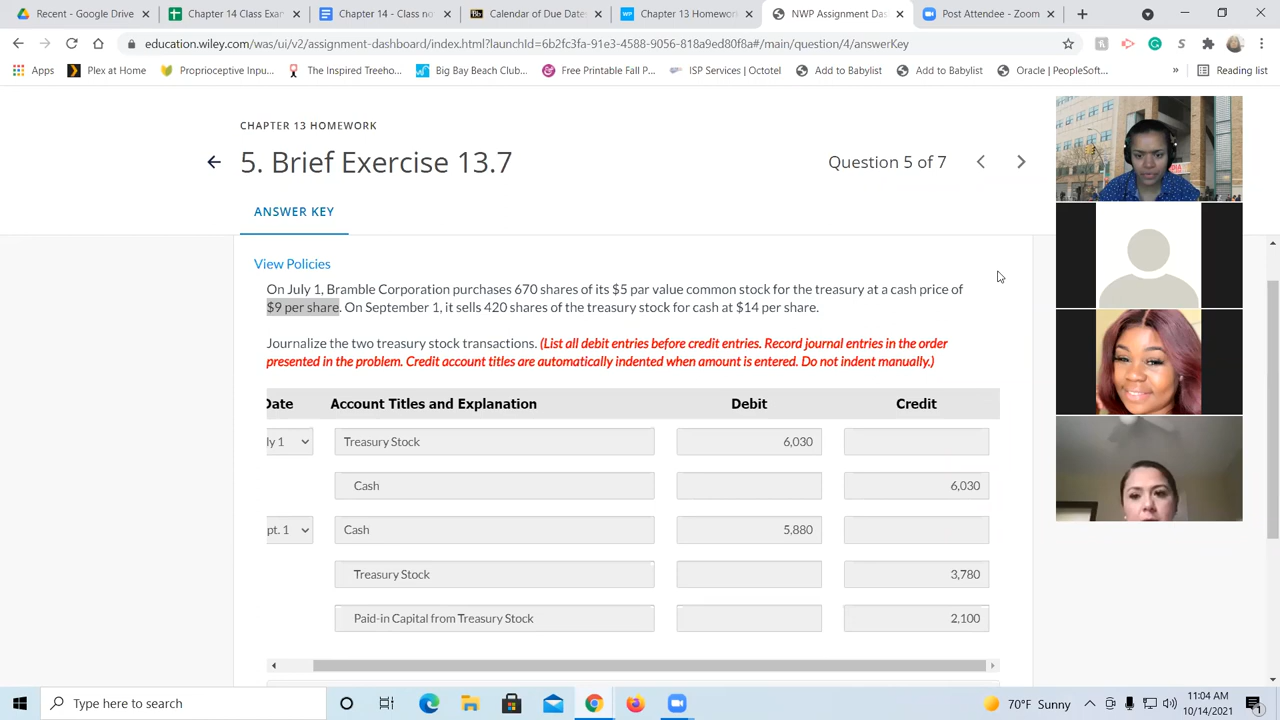 Google Drive
Chapter 13 -
Chapter 14 - Class no
Calendar of Due Dates
Chapter 13 Homework
NWP Assignment Das
Post Attendee - Zoom
education.wiley.com/was/ui/v2/assignment-dashboard/index.html?launchId=6b2fc3fa-91e3-4588-9056-818a9cd80f8a#/main/question/4/answerKey
Apps
Plex at Home
Proprioceptive Inpu...
The Inspired Treeho...
Big Bay Beach Club...
Free Printable Fall P...
ISP Services | Octotel
Add to Babylist
Add to Babylist
Oracle | PeopleSoft...
»
Reading list
CHAPTER 13 HOMEWORK
5. Brief Exercise 13.7
Question 5 of 7
ANSWER KEY
View Policies
On July 1, Bramble Corporation purchases 670 shares of its $5 par value common stock for the treasury at a cash price of
$9 per share. On September 1, it sells 420 shares of the treasury stock for cash at $14 per share.
Journalize the two treasury stock transactions. (List all debit entries before credit entries. Record journal entries in the order
presented in the problem. Credit account titles are automatically indented when amount is entered. Do not indent manually.)
Date Account Titles and Explanation Debit Credit
ly 1 Treasury Stock 6,030
Cash 6,030
pt. 1 Cash 5,880
Treasury Stock 3,780
Paid-in Capital from Treasury Stock 2,100
Type here to search
70°F Sunny
11:04 AM
10/14/2021